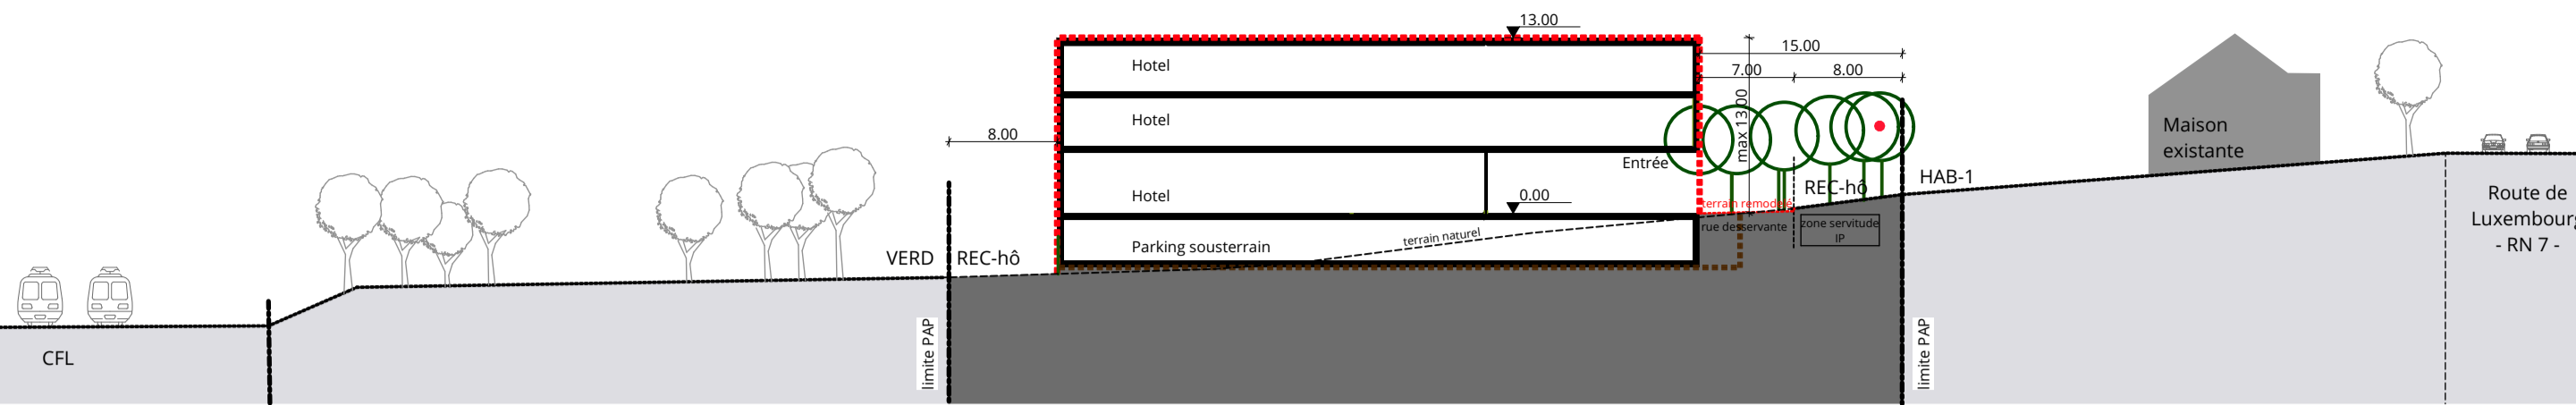 13.00
15.00
Hotel
7.00
8.00
max 13.00
Hotel
8.00
Maison
existante
Entrée
HAB-1
REC-hô
Hotel
0.00
terrain remodelé
Route de
Luxembourg
- RN 7 -
rue desservante
zone servitude
IP
terrain naturel
Parking sousterrain
VERD
REC-hô
CFL
limite PAP
limite PAP